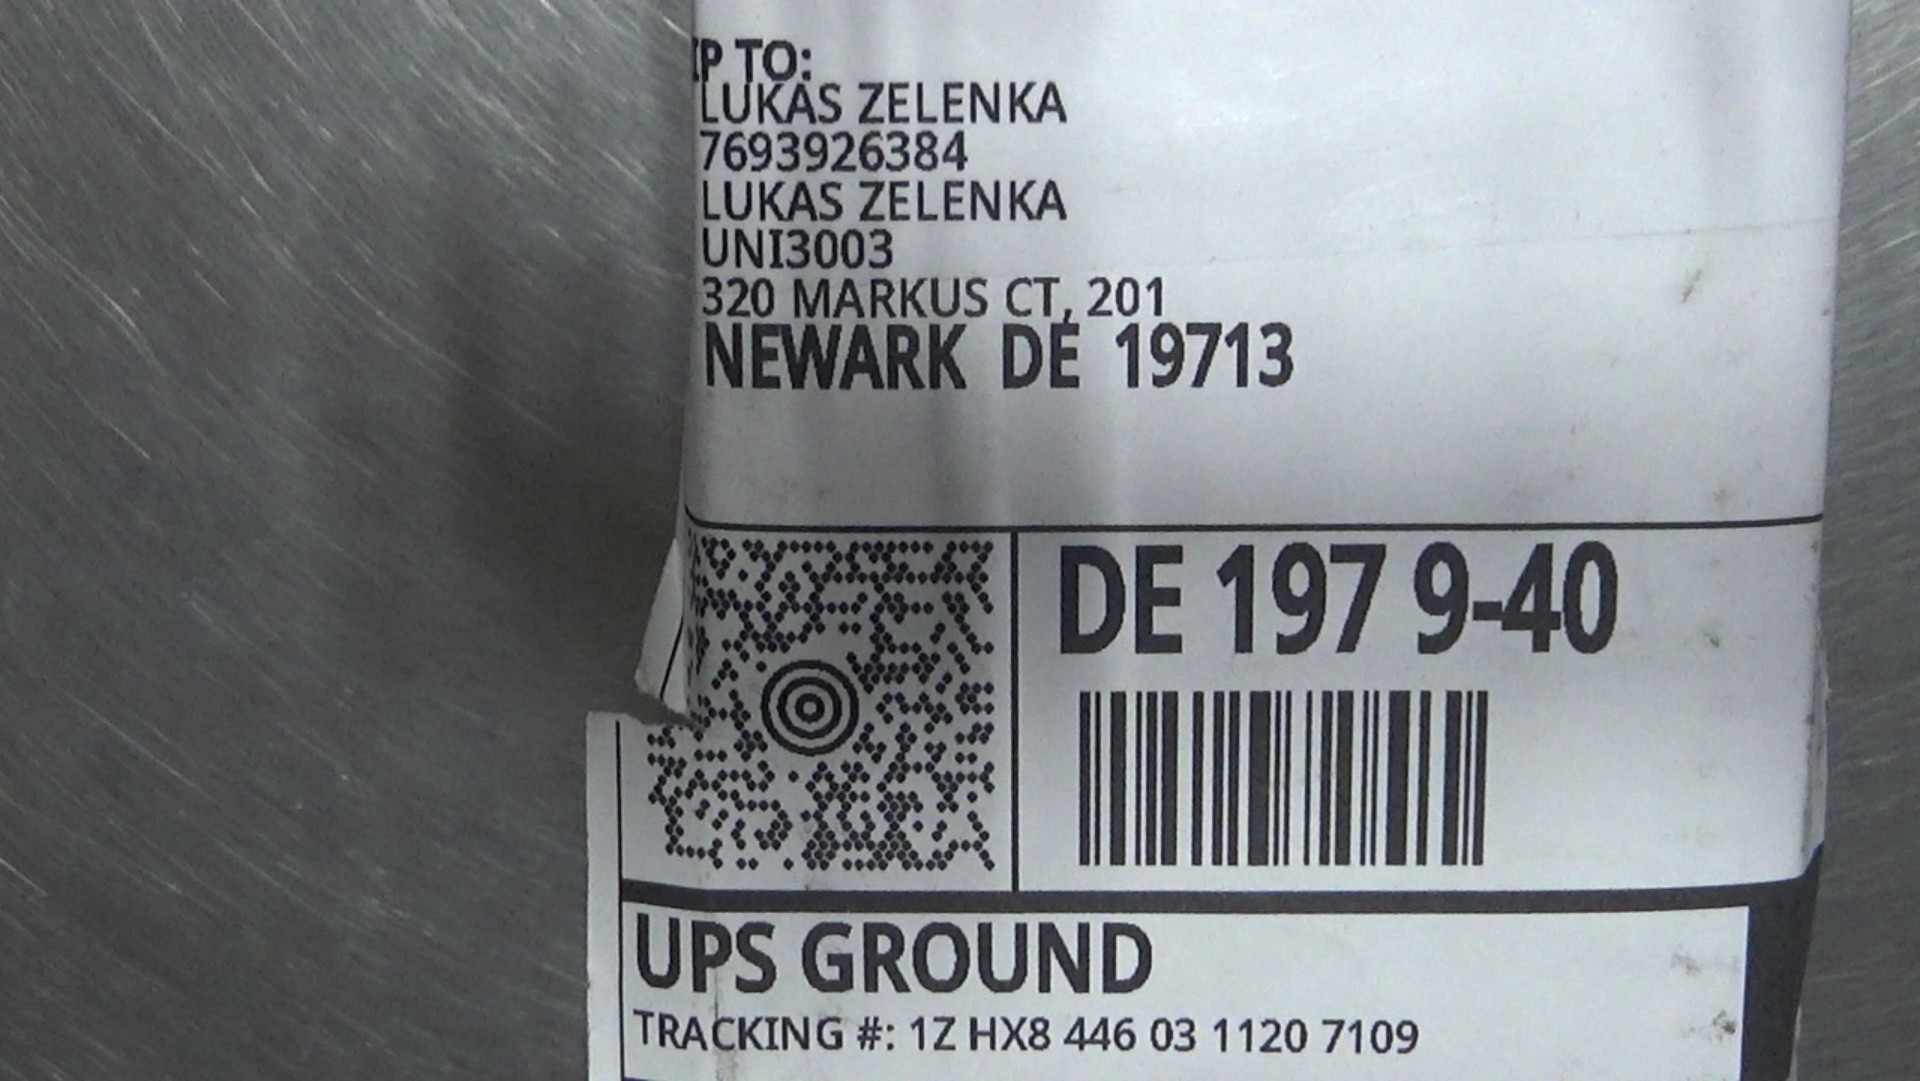 IP TO:
LUKAS ZELENKA
7693926384
LUKAS ZELENKA
UNI3003
320 MARKUS CT, 201
NEWARK DE 19713
DE 197 9-40
UPS GROUND
TRACKING #: 1Z HX8 446 03 1120 7109